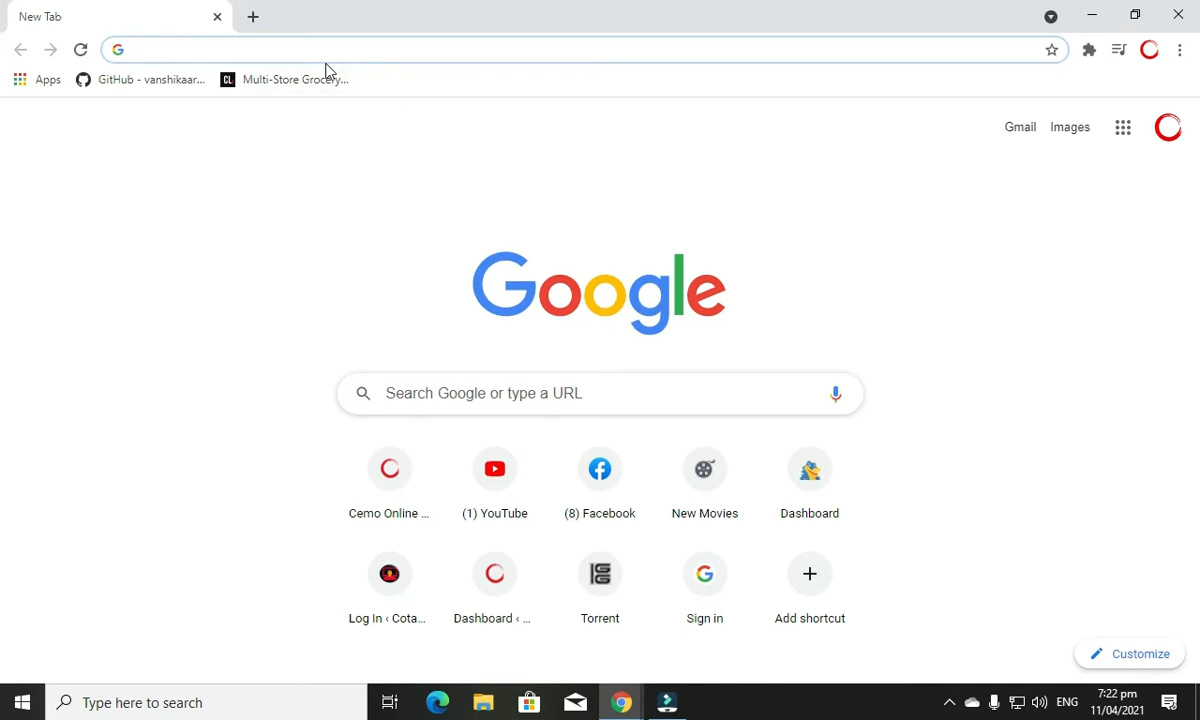 New Tab
Apps GitHub - vanshikaar... CL Multi-Store Grocery...
Gmail Images
Google
Search Google or type a URL
Cemo Online ... (1) YouTube (8) Facebook New Movies Dashboard
Log In ‹ Cota... Dashboard ‹ ... Torrent Sign in Add shortcut
Customize
Type here to search ENG 7:22 pm
11/04/2021